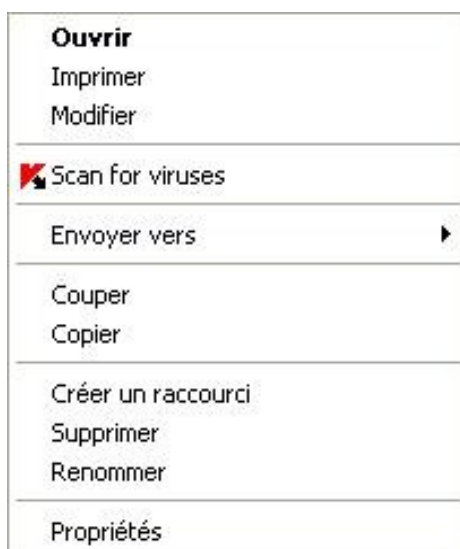 Ouvrir
Imprimer
Modifier
Scan for viruses
Envoyer vers
Couper
Copier
Créer un raccourci
Supprimer
Renommer
Propriétés